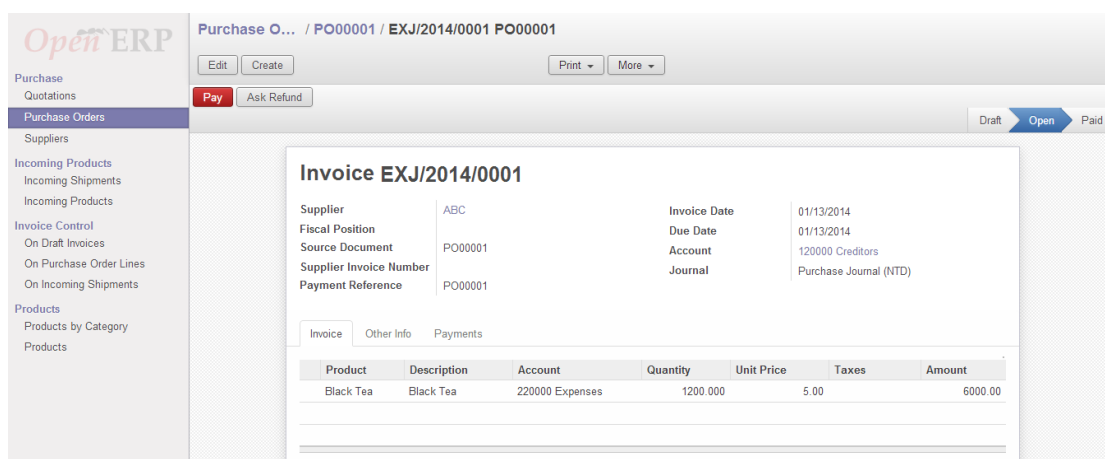 Open ERP
Purchase
Quotations
Purchase Orders
Suppliers
Incoming Products
Incoming Shipments
Incoming Products
Invoice Control
On Draft Invoices
On Purchase Order Lines
On Incoming Shipments
Products
Products by Category
Products
Purchase O... / PO00001 / EXJ/2014/0001 PO00001
Edit Create Print More
Pay Ask Refund
Draft Open Paid
Invoice EXJ/2014/0001
Supplier ABC
Fiscal Position
Source Document PO00001
Supplier Invoice Number
Payment Reference PO00001
Invoice Date 01/13/2014
Due Date 01/13/2014
Account 120000 Creditors
Journal Purchase Journal (NTD)
Invoice Other Info Payments
Product Description Account Quantity Unit Price Taxes Amount
Black Tea Black Tea 220000 Expenses 1200.000 5.00 6000.00